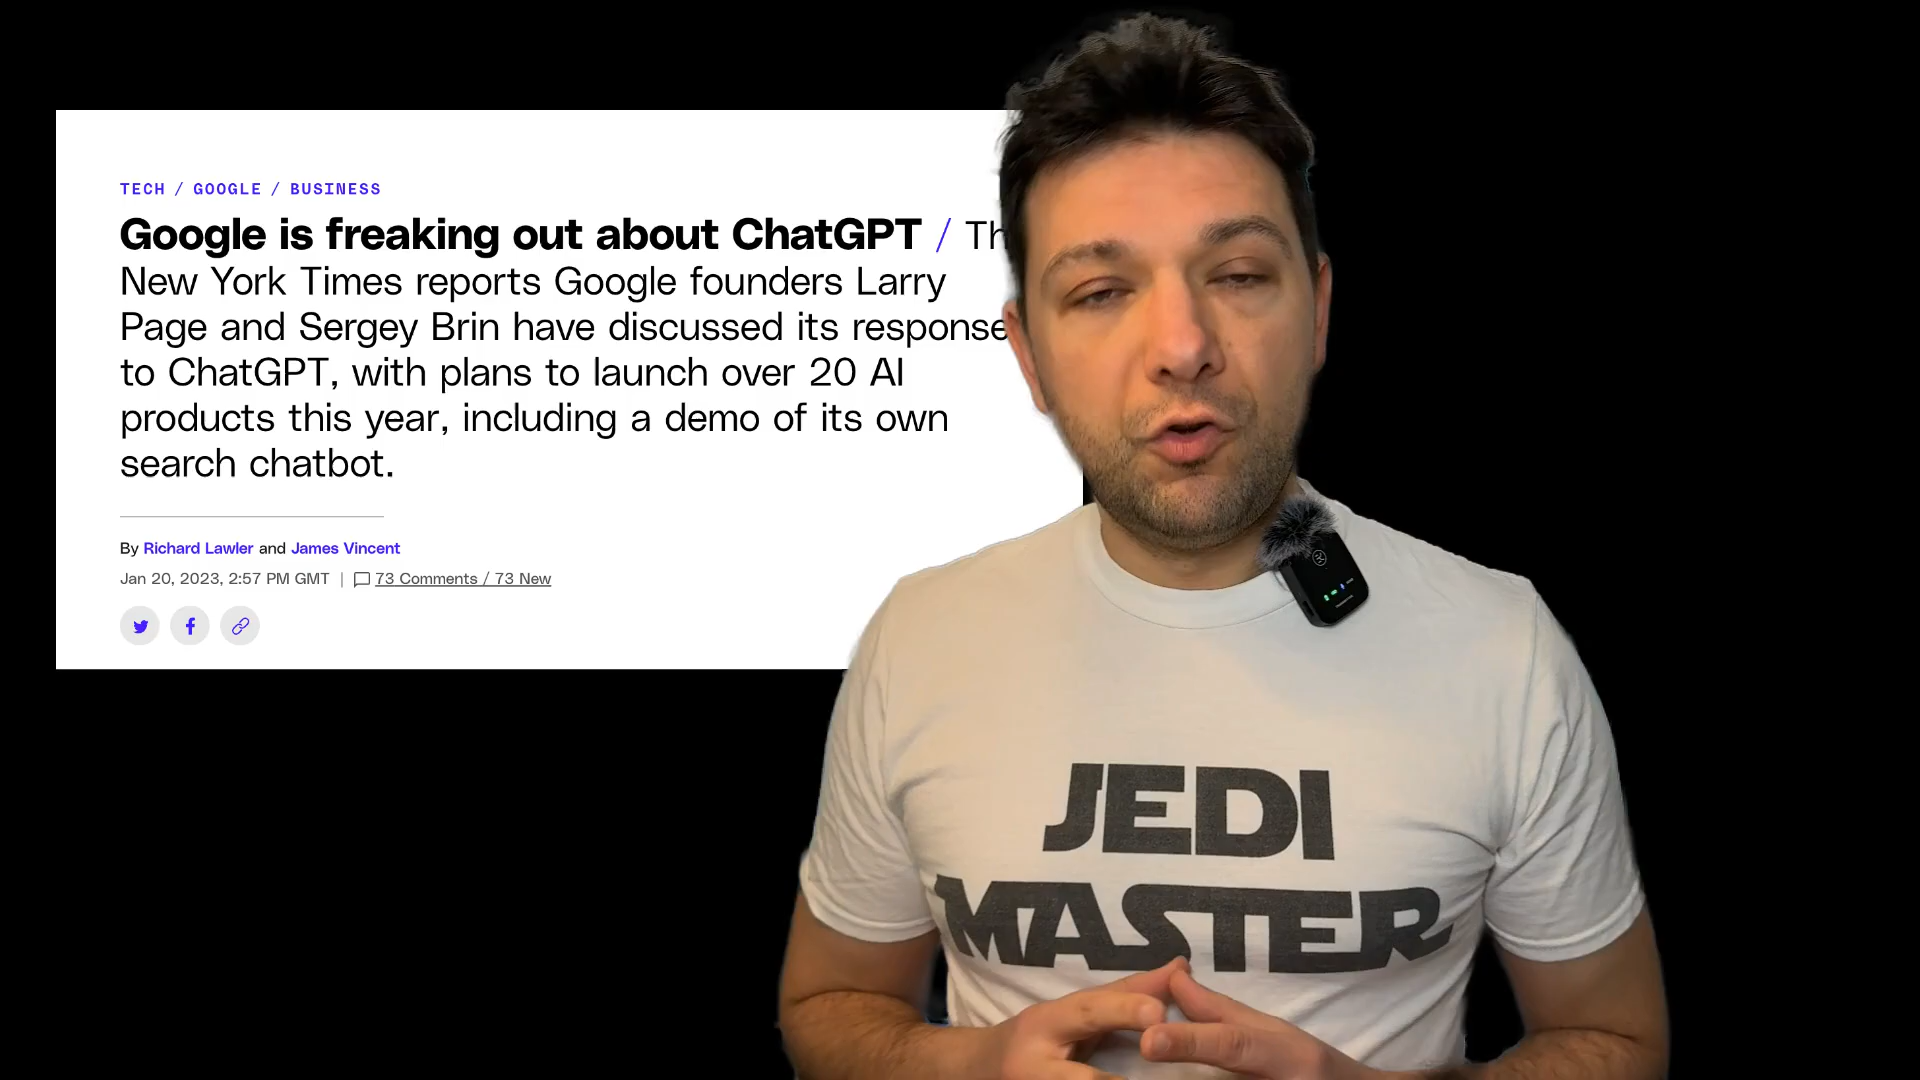 TECH / GOOGLE / BUSINESS
Google is freaking out about ChatGPT / Th
New York Times reports Google founders Larry
Page and Sergey Brin have discussed its response
to ChatGPT, with plans to launch over 20 AI
products this year, including a demo of its own
search chatbot.
By Richard Lawler and James Vincent
Jan 20, 2023, 2:57 PM GMT | 73 Comments / 73 New
JEDI
MASTER